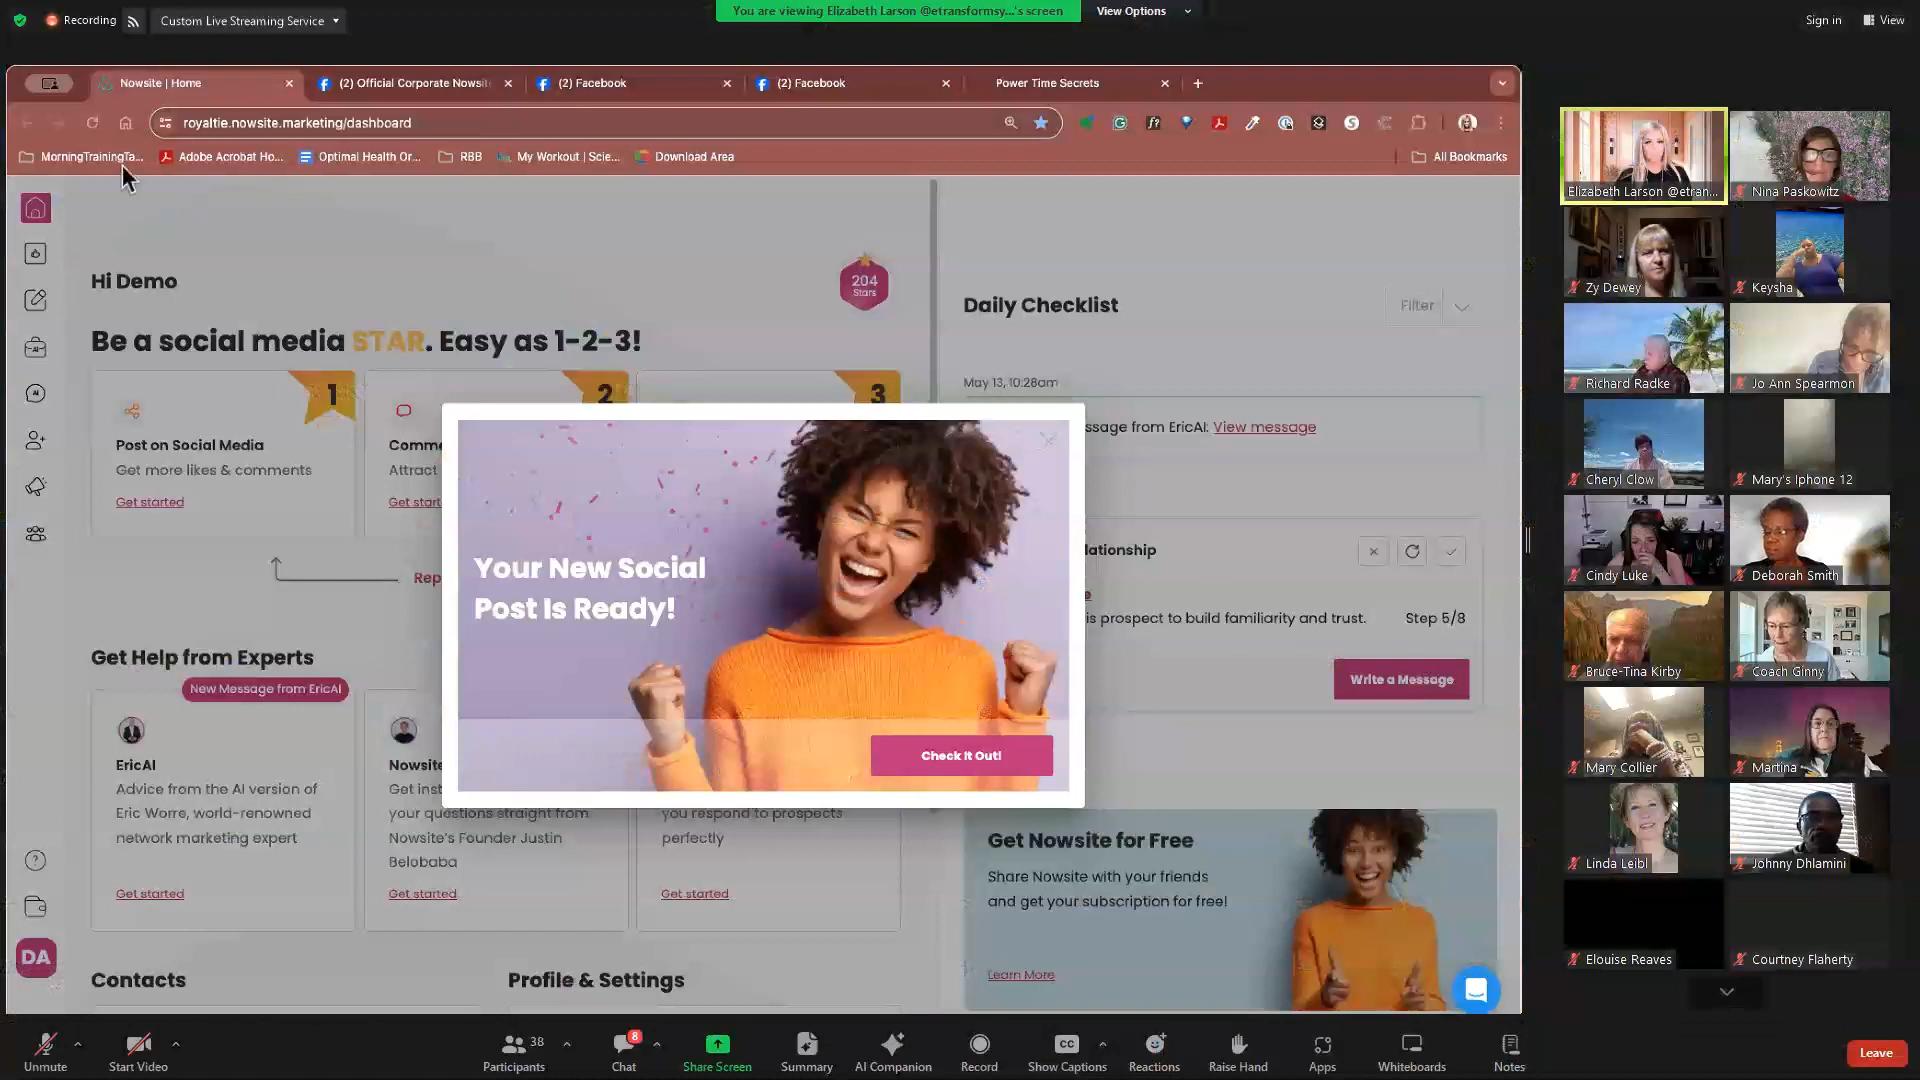 Recording
Custom Live Streaming Service
You are viewing Elizabeth Larson @etransformsy...'s screen
View Options
Sign in
View
Nowsite | Home
(2) Official Corporate Nowsit
(2) Facebook
(2) Facebook
Power Time Secrets
royaltie.nowsite.marketing/dashboard
MorningTrainingTa...
Adobe Acrobat Ho...
Optimal Health Or...
RBB
My Workout | Scie...
Download Area
All Bookmarks
Hi Demo
204
Stars
Be a social media STAR. Easy as 1-2-3!
1
2
3
Post on Social Media
Get more likes & comments
Get started
Comme
Attract
Get start
Rep
Your New Social
Post Is Ready!
Check It Out!
Get Help from Experts
New Message from EricAI
EricAI
Advice from the AI version of
Eric Worre, world-renowned
network marketing expert
Get started
Nowsite
Get inst
your questions straight from
Nowsite's Founder Justin
Belobaba
Get started
you respond to prospects
perfectly
Get started
Contacts
Profile & Settings
DA
Daily Checklist
Filter
May 13, 10:28am
ssage from EricAI: View message
lationship
is prospect to build familiarity and trust.
Step 5/8
Write a Message
Get Nowsite for Free
Share Nowsite with your friends
and get your subscription for free!
Learn More
Elizabeth Larson @etran...
Nina Paskowitz
Zy Dewey
Keysha
Richard Radke
Jo Ann Spearmon
Cheryl Clow
Mary's Iphone 12
Cindy Luke
Deborah Smith
Bruce-Tina Kirby
Coach Ginny
Mary Collier
Martina
Linda Leibl
Johnny Dhlamini
Elouise Reaves
Courtney Flaherty
Unmute
Start Video
Participants
38
Chat
8
Share Screen
Summary
AI Companion
Record
CC
Show Captions
Reactions
Raise Hand
Apps
Whiteboards
Notes
Leave